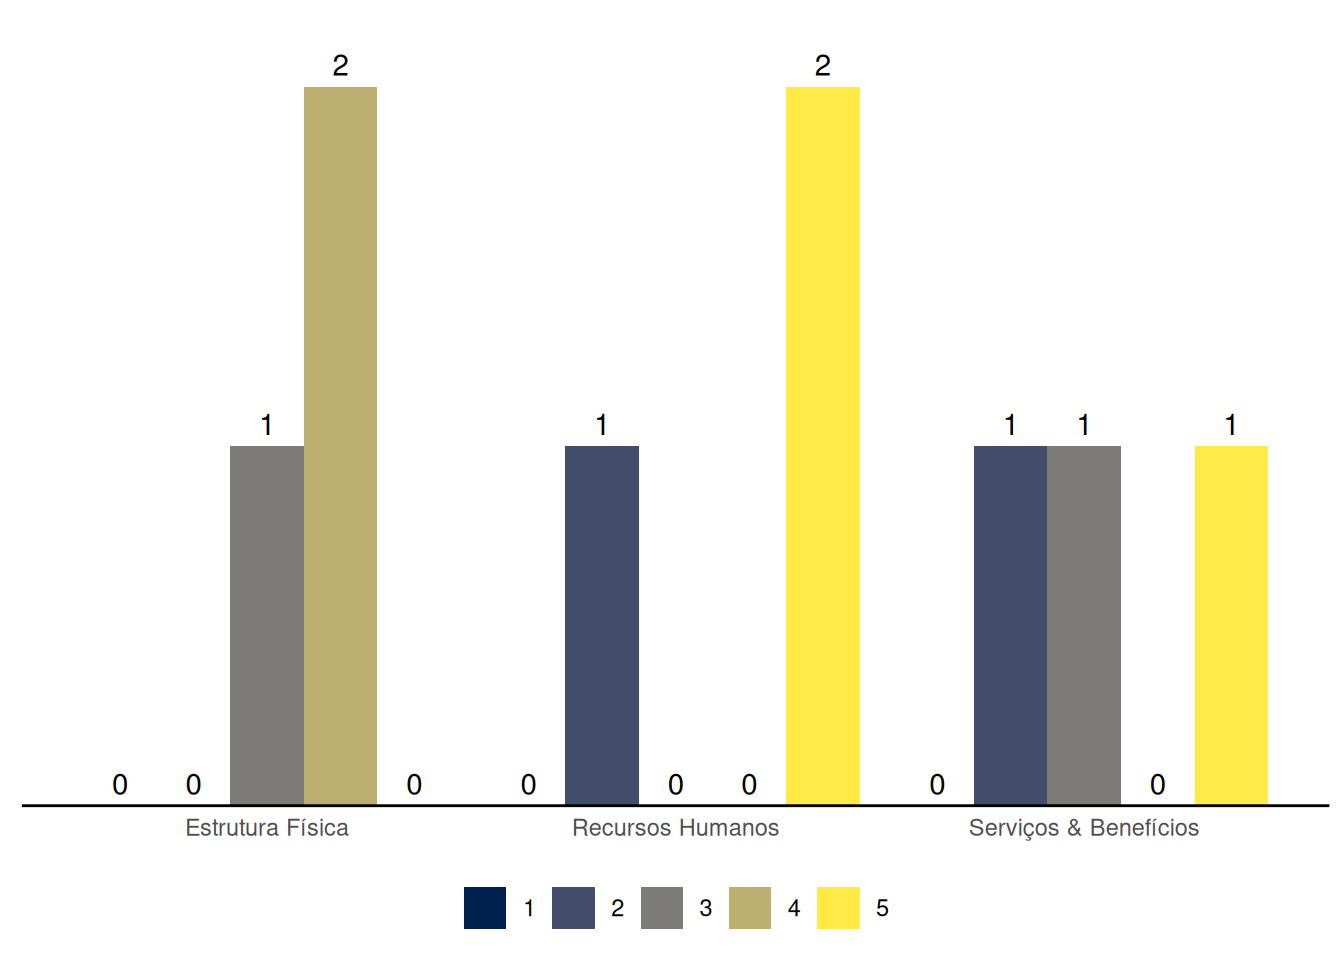 2 2
1 1 1 1 1
0 0 0 0 0 0 0 0
Estrutura Física Recursos Humanos Serviços & Benefícios
1 2 3 4 5